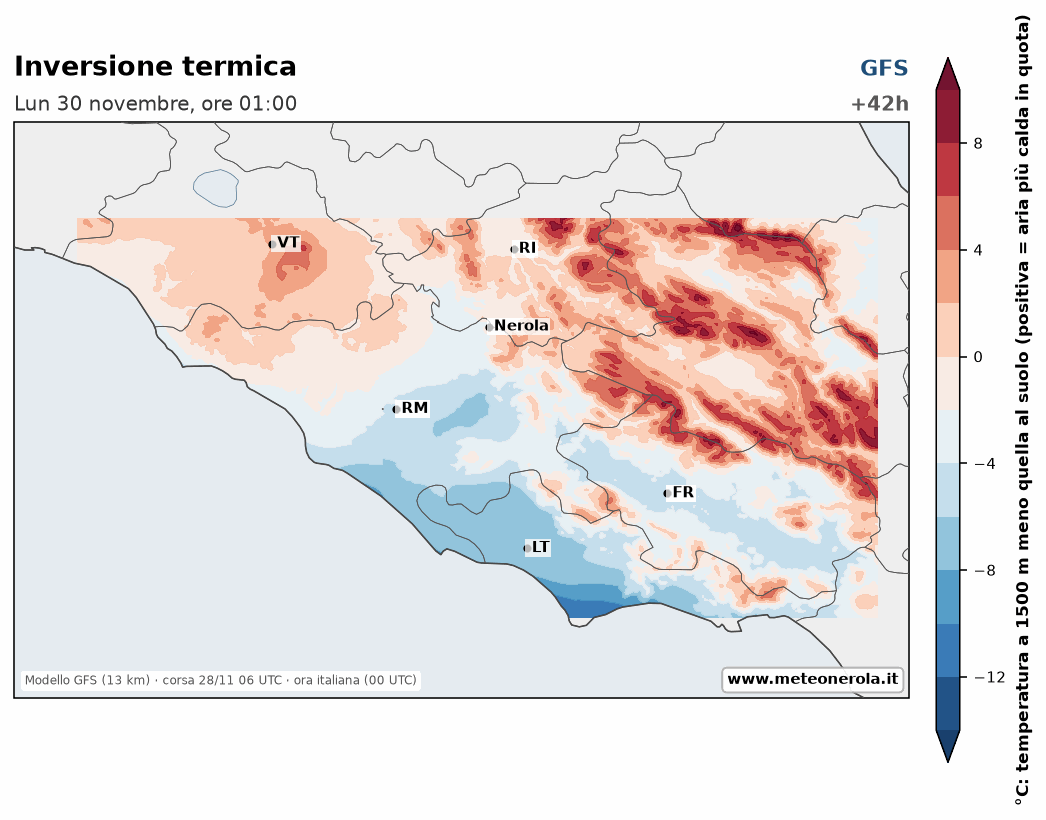 Inversione termica
GFS
Lun 30 novembre, ore 01:00
+42h
VT
RI
Nerola
RM
FR
LT
Modello GFS (13 km) · corsa 28/11 06 UTC · ora italiana (00 UTC)
www.meteonerola.it
8
4
0
−4
−8
−12
°C: temperatura a 1500 m meno quella al suolo (positiva = aria più calda in quota)